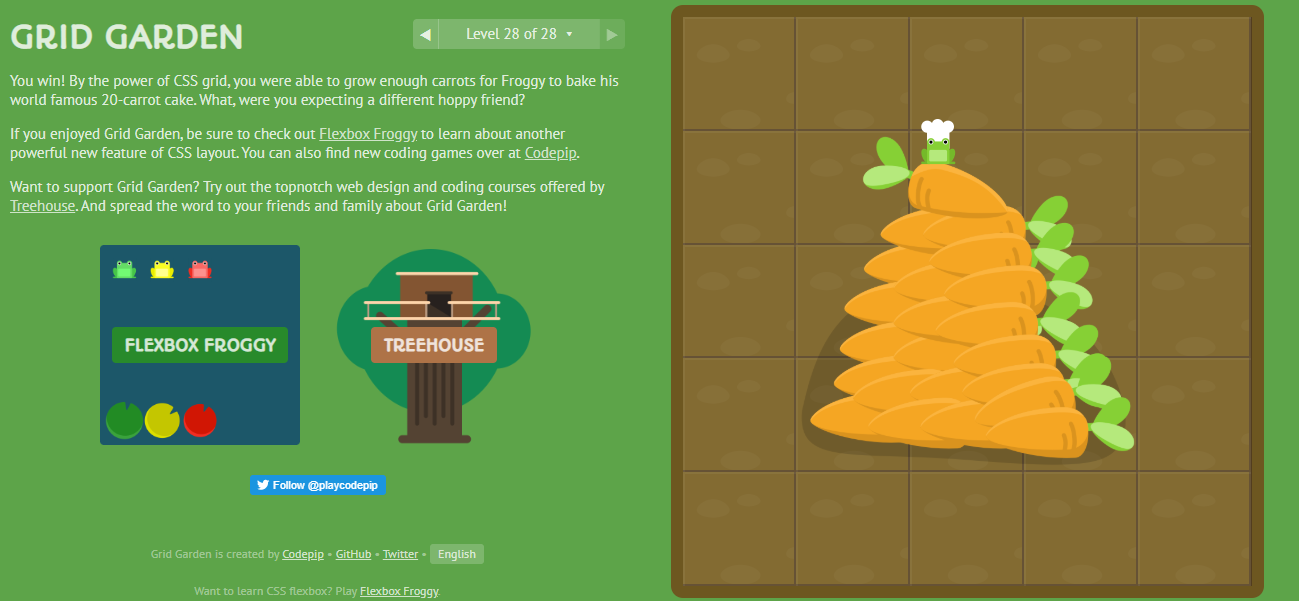 GRID GARDEN
◀ Level 28 of 28 ▼ ▶
You win! By the power of CSS grid, you were able to grow enough carrots for Froggy to bake his
world famous 20-carrot cake. What, were you expecting a different hoppy friend?
If you enjoyed Grid Garden, be sure to check out Flexbox Froggy to learn about another
powerful new feature of CSS layout. You can also find new coding games over at Codepip.
Want to support Grid Garden? Try out the topnotch web design and coding courses offered by
Treehouse. And spread the word to your friends and family about Grid Garden!
FLEXBOX FROGGY
TREEHOUSE
Follow @playcodepip
Grid Garden is created by Codepip • GitHub • Twitter • English
Want to learn CSS flexbox? Play Flexbox Froggy.